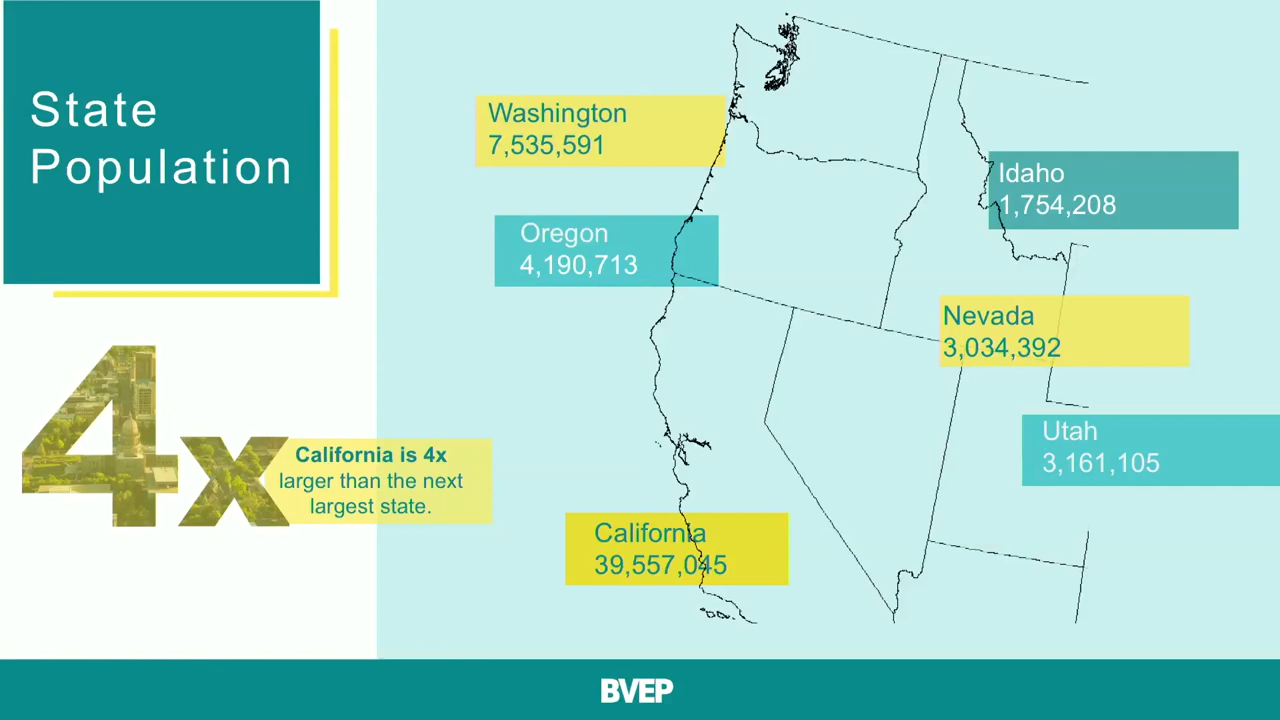 State
Population
Washington
7,535,591
Idaho
1,754,208
Oregon
4,190,713
Nevada
3,034,392
Utah
3,161,105
4x
California is 4x
larger than the next
largest state.
California
39,557,045
BVEP